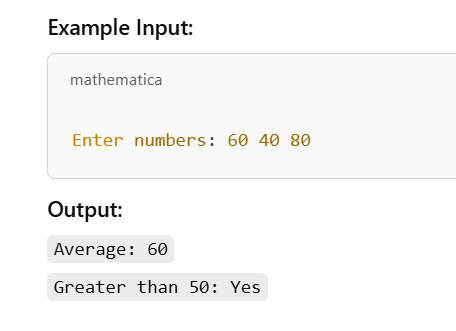 Example Input:
mathematica
Enter numbers: 60 40 80
Output:
Average: 60
Greater than 50: Yes